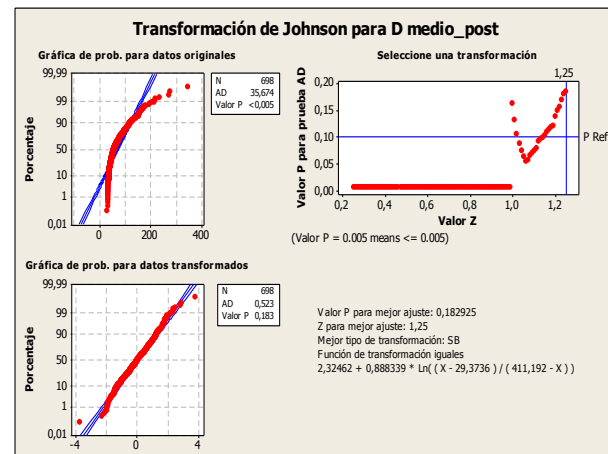 Transformación de Johnson para D medio_post
Gráfica de prob. para datos originales
99,99
99
90
50
10
1
0,01
Porcentaje
0
200
400
N 698
AD 35,674
Valor P <0,005
Seleccione una transformación
0,20
0,15
0,10
0,05
0,00
Valor P para prueba AD
1,25
P Ref
0,2
0,4
0,6
0,8
1,0
1,2
Valor Z
(Valor P = 0.005 means <= 0.005)
Gráfica de prob. para datos transformados
99,99
99
90
50
10
1
0,01
Porcentaje
-4
0
4
N 698
AD 0,523
Valor P 0,183
Valor P para mejor ajuste: 0,182925
Z para mejor ajuste: 1,25
Mejor tipo de transformación: SB
Función de transformación iguales
2,32462 + 0,888339 * Ln( ( X - 29,3736 ) / ( 411,192 - X ) )